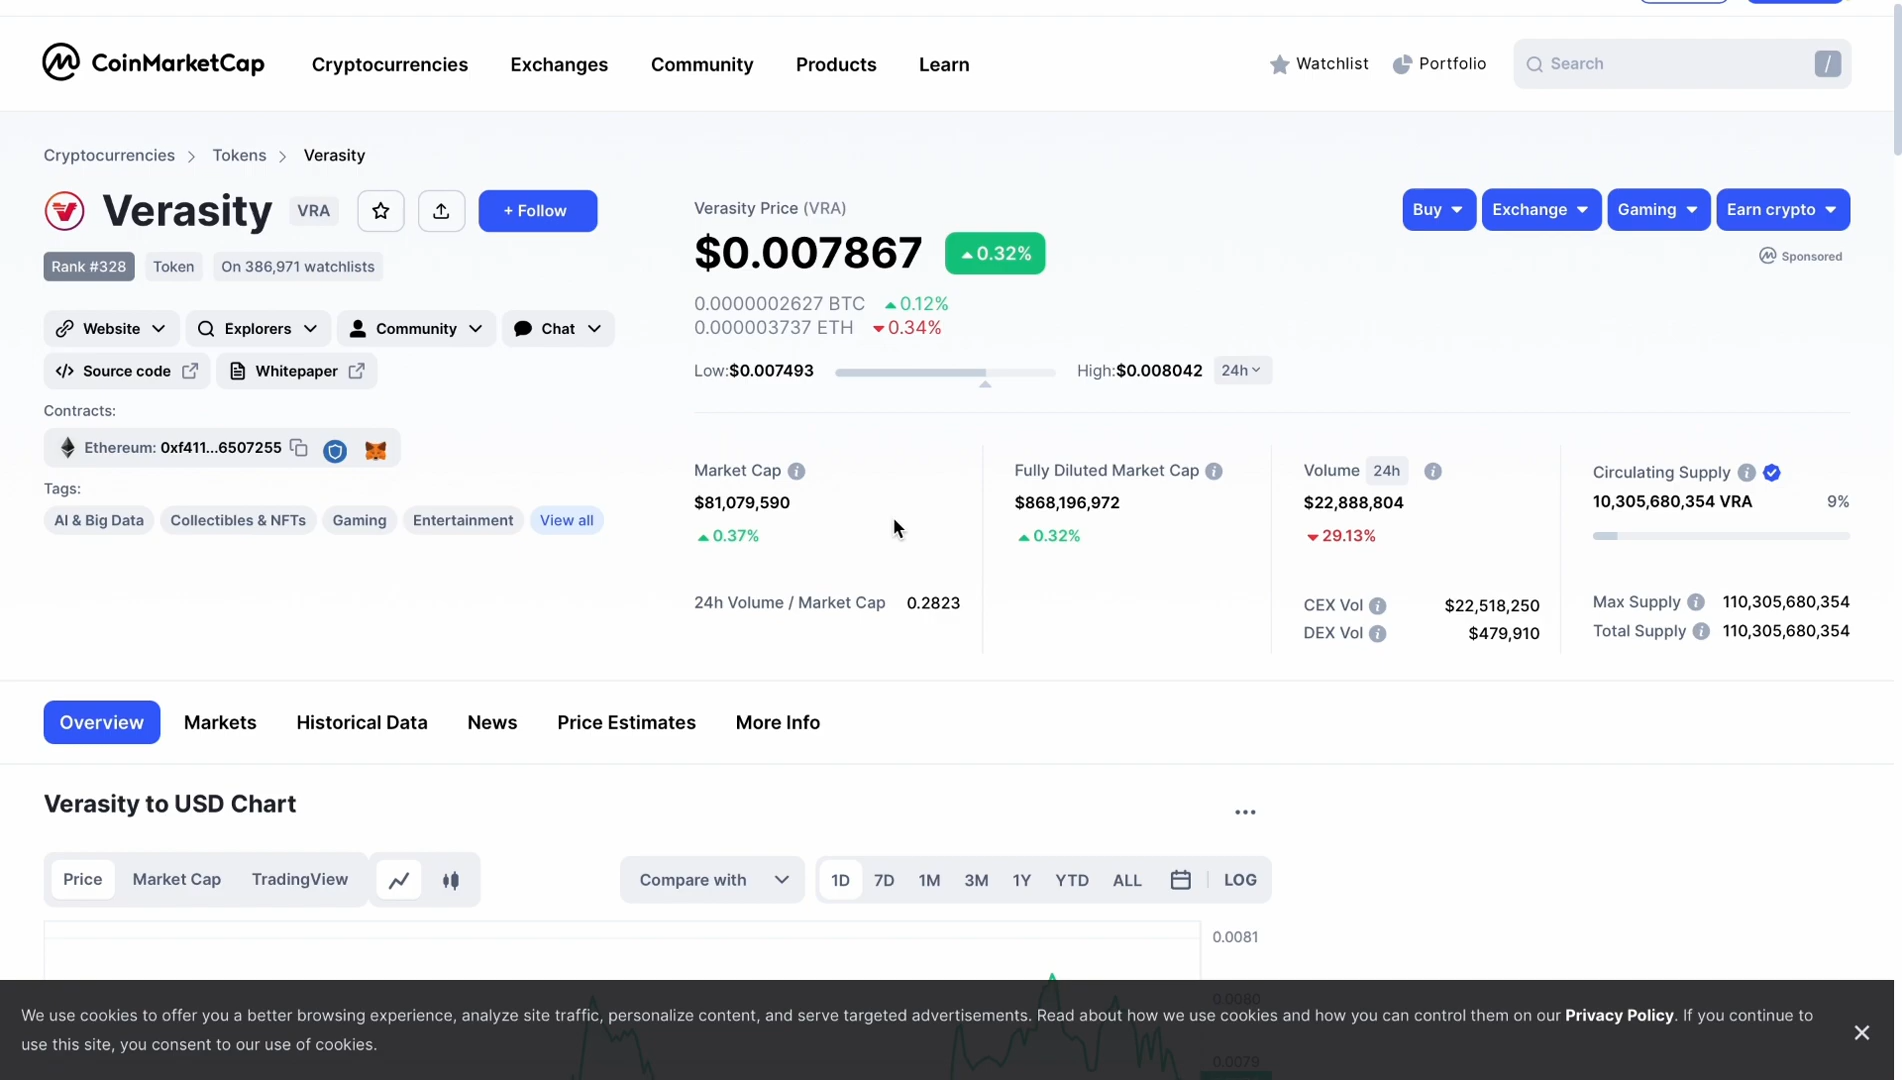 CoinMarketCap Cryptocurrencies Exchanges Community Products Learn Watchlist Portfolio Search /
Cryptocurrencies > Tokens > Verasity
Verasity VRA + Follow
Rank #328 Token On 386,971 watchlists
Website Explorers Community Chat
Source code Whitepaper
Contracts:
Ethereum: 0xf411...6507255
Tags:
AI & Big Data Collectibles & NFTs Gaming Entertainment View all
Verasity Price (VRA)
$0.007867 0.32%
0.0000002627 BTC 0.12%
0.000003737 ETH 0.34%
Low:$0.007493 High:$0.008042 24h
Buy Exchange Gaming Earn crypto
Sponsored
Market Cap
$81,079,590
0.37%
24h Volume / Market Cap 0.2823
Fully Diluted Market Cap
$868,196,972
0.32%
Volume 24h
$22,888,804
29.13%
CEX Vol $22,518,250
DEX Vol $479,910
Circulating Supply
10,305,680,354 VRA 9%
Max Supply 110,305,680,354
Total Supply 110,305,680,354
Overview Markets Historical Data News Price Estimates More Info
Verasity to USD Chart
Price Market Cap TradingView Compare with 1D 7D 1M 3M 1Y YTD ALL LOG
0.0081
0.0080
0.0079
We use cookies to offer you a better browsing experience, analyze site traffic, personalize content, and serve targeted advertisements. Read about how we use cookies and how you can control them on our Privacy Policy. If you continue to
use this site, you consent to our use of cookies.